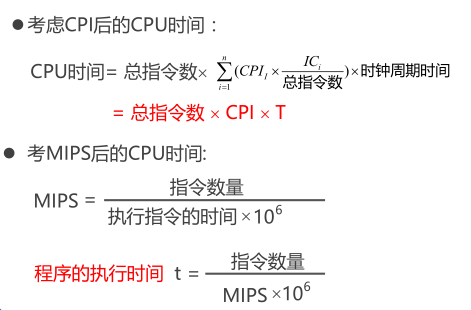 ●考虑CPI后的CPU时间：
CPU时间= 总指令数× \sum_{i=1}^{n}(CPI_I × \frac{IC_i}{总指令数})×时钟周期时间
= 总指令数 × CPI × T
● 考MIPS后的CPU时间:
MIPS = \frac{指令数量}{执行指令的时间×10^6}
程序的执行时间 t = \frac{指令数量}{MIPS×10^6}